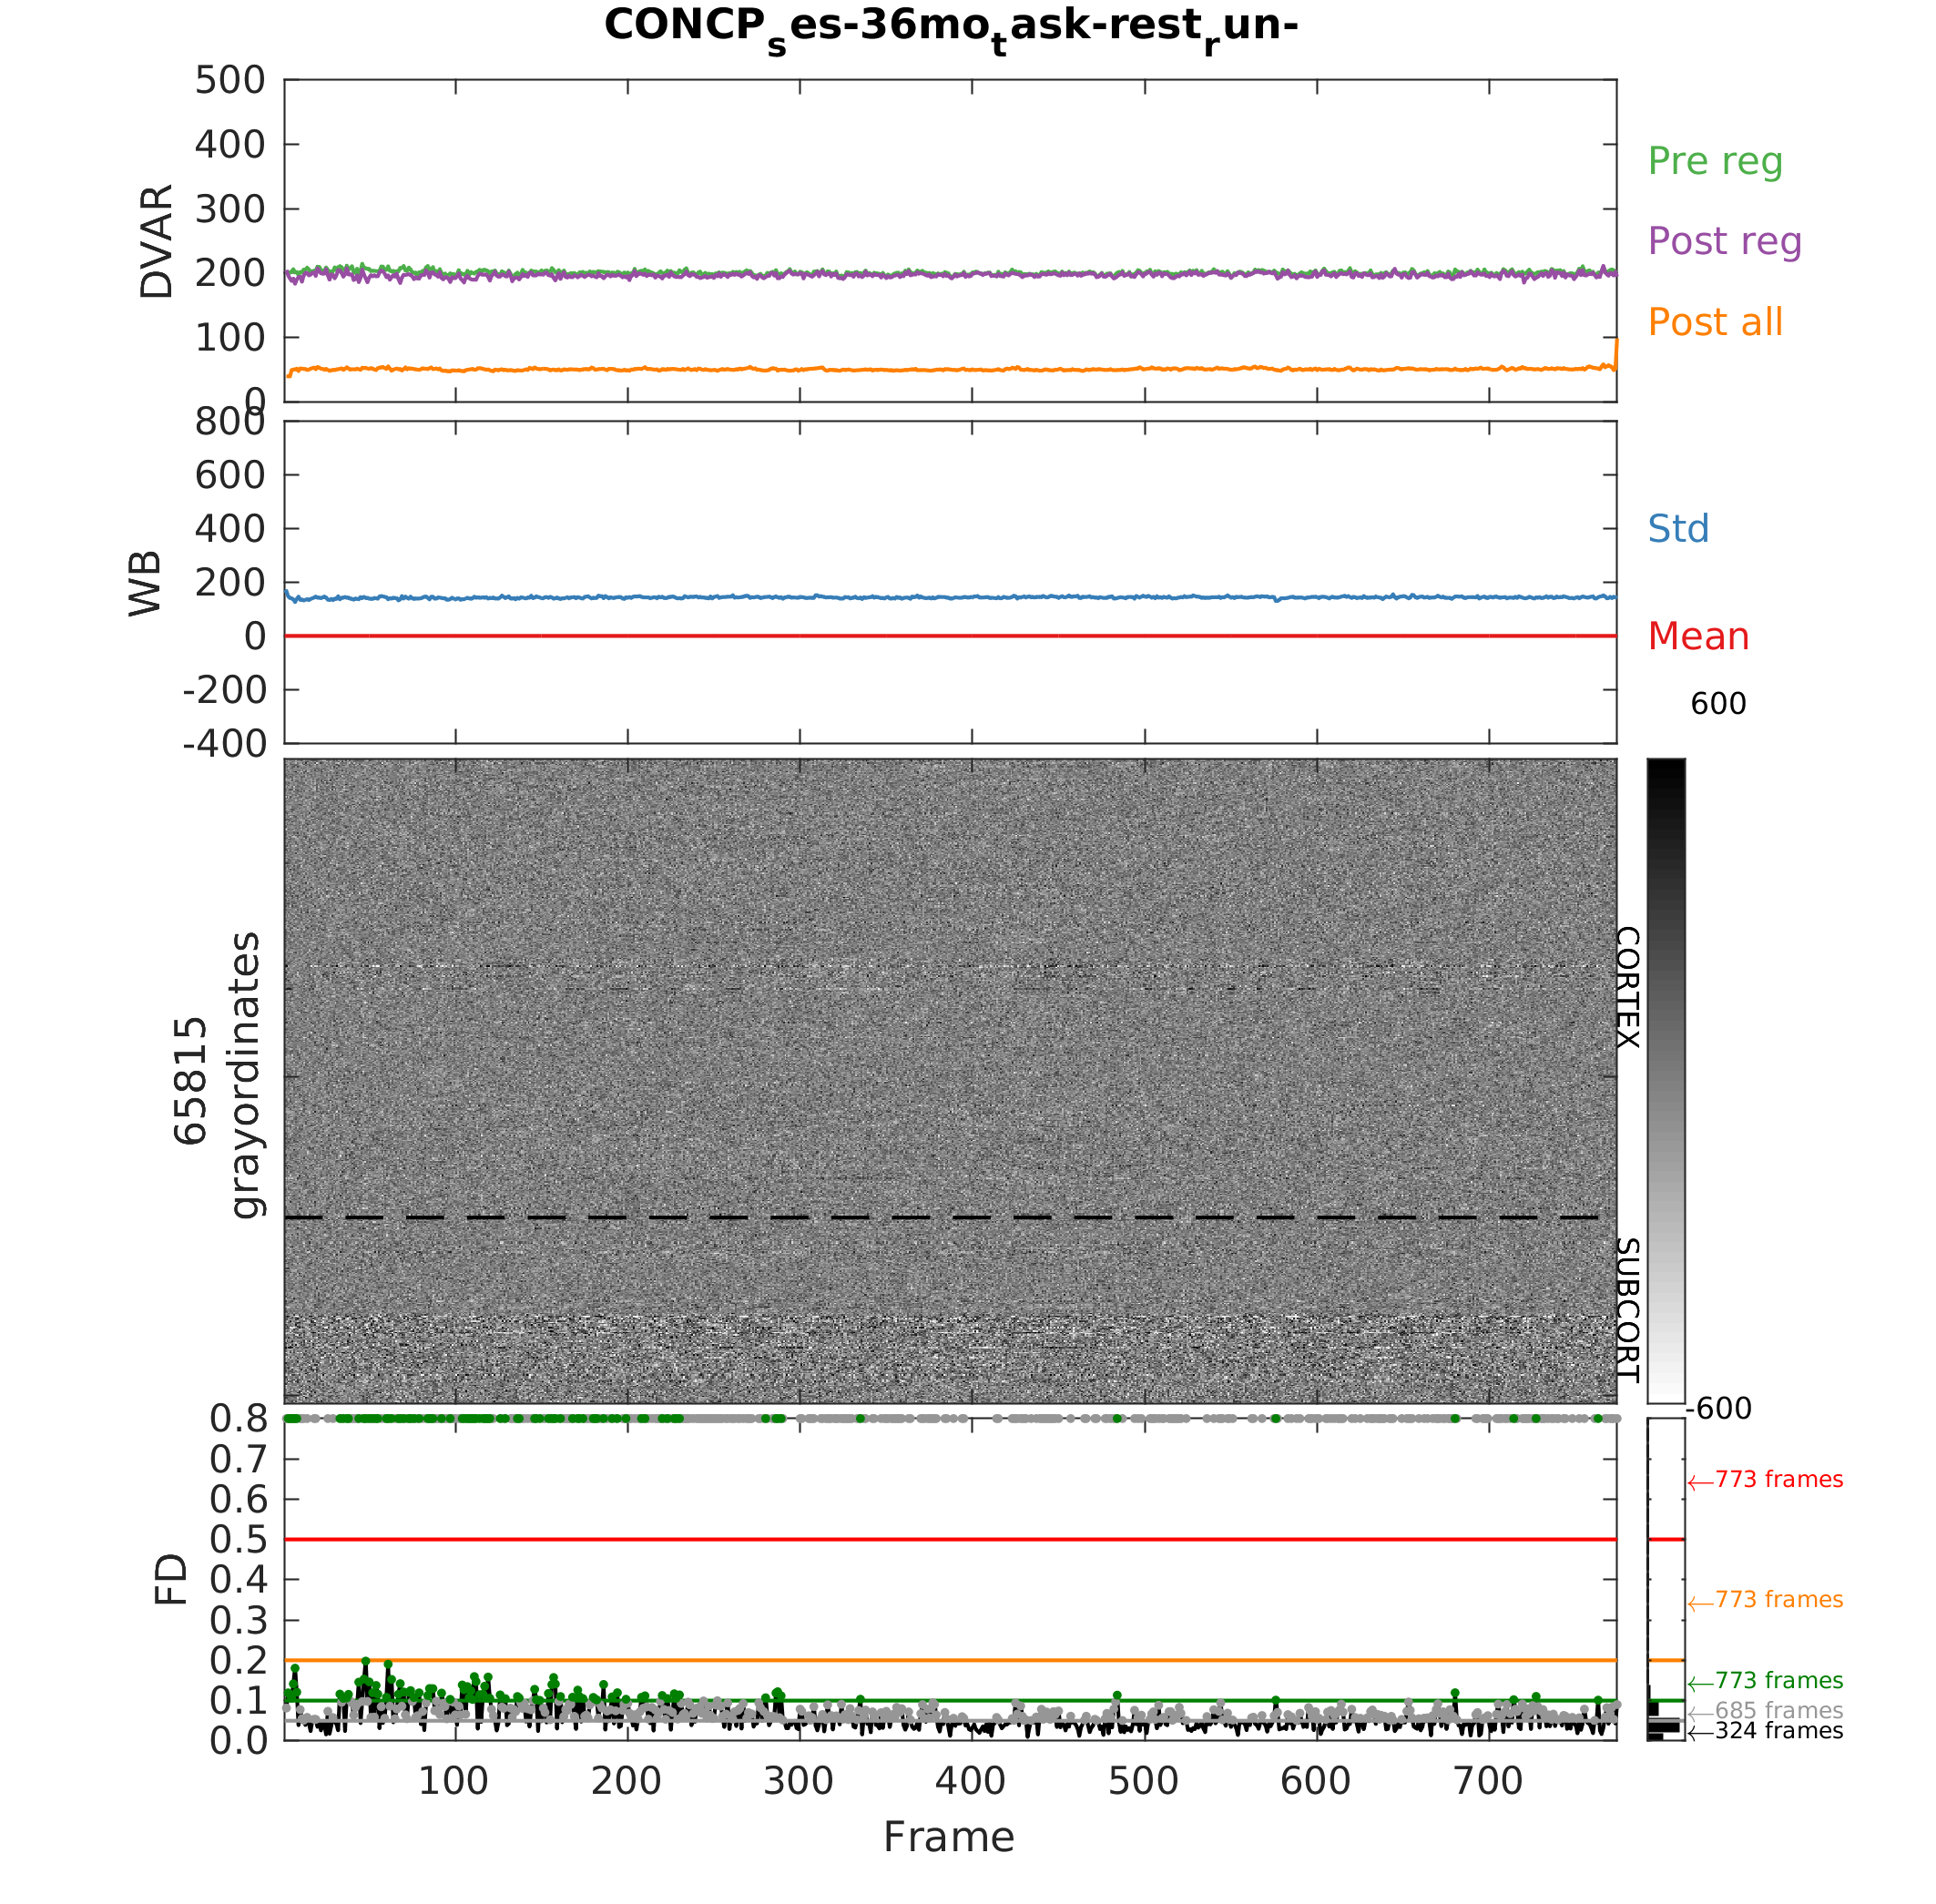 CONCPses-36motask-restrun-
500
400
300
200
100
0
DVAR
Pre reg
Post reg
Post all
800
600
400
200
0
-200
-400
WB
Std
Mean
600
65815
grayordinates
CORTEX
SUBCORT
-600
0.8
0.7
0.6
0.5
0.4
0.3
0.2
0.1
0.0
FD
←773 frames
←773 frames
←773 frames
←685 frames
←324 frames
100 200 300 400 500 600 700
Frame